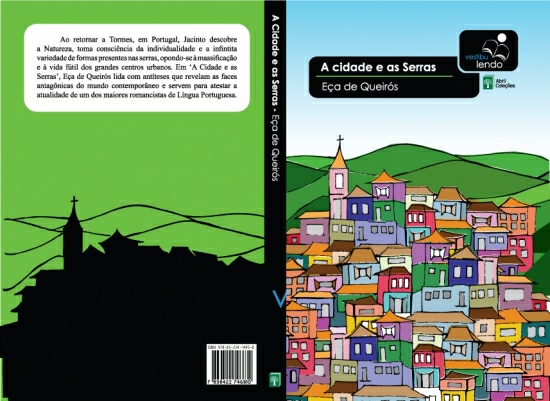 Ao retornar a Tormes, em Portugal, Jacinto descobre
a Natureza, toma consciência da individualidade e a infinita
variedade de formas presentes nas serras, opondo-se à massificação
e à vida fútil dos grandes centros urbanos. Em 'A Cidade e as
Serras', Eça de Queirós lida com antíteses que revelam as faces
antagônicas do mundo contemporâneo e servem para atestar a
atualidade de um dos maiores romancistas de Língua Portuguesa.
A Cidade e as Serras - Eça de Queirós
V
A cidade e as Serras
Eça de Queirós
vestibu
lendo
Abril
Coleções